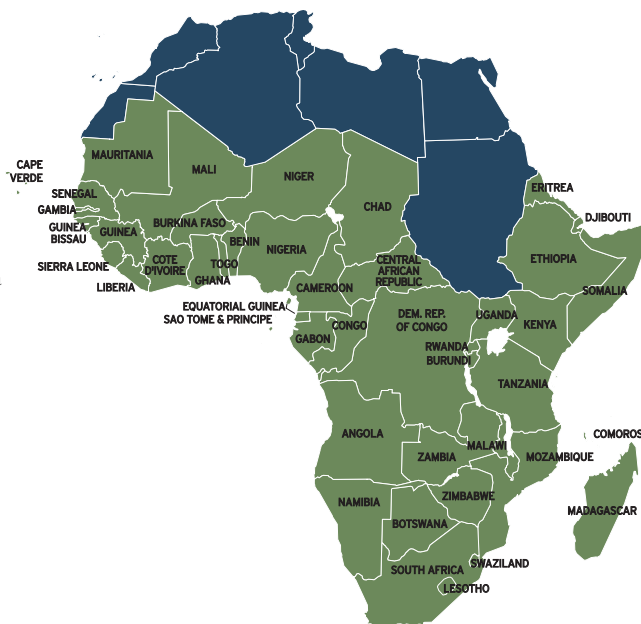 MAURITANIA
MALI
NIGER
CAPE
VERDE
CHAD
SENEGAL
ERITREA
GAMBIA
DJIBOUTI
BURKINA FASO
GUINEA
BISSAU
GUINEA
BENIN
NIGERIA
COTE
D'IVOIRE
TOGO
CENTRAL
AFRICAN
REPUBLIC
ETHIOPIA
SIERRA LEONE
GHANA
LIBERIA
CAMEROON
SOMALIA
EQUATORIAL GUINEA
SAO TOME & PRINCIPE
CONGO
DEM. REP.
OF CONGO
UGANDA
KENYA
GABON
RWANDA
BURUNDI
TANZANIA
ANGOLA
COMOROS
MALAWI
ZAMBIA
MOZAMBIQUE
NAMIBIA
ZIMBABWE
MADAGASCAR
BOTSWANA
SWAZILAND
SOUTH AFRICA
LESOTHO